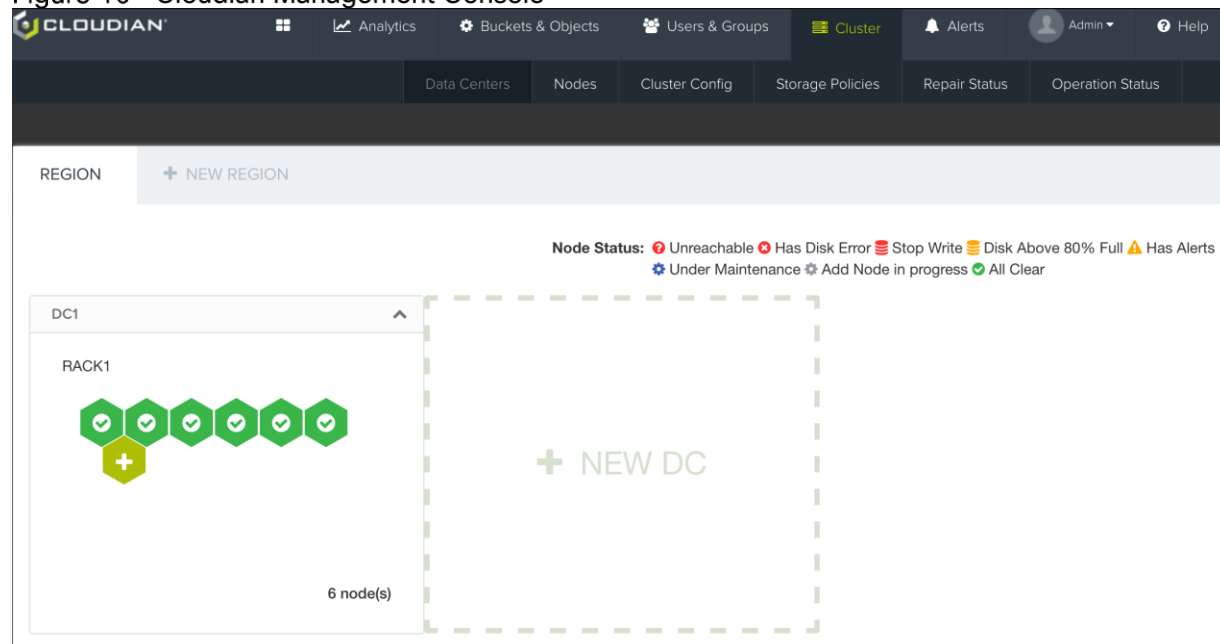 CLOUDIAN Analytics Buckets & Objects Users & Groups Cluster Alerts Admin Help
Data Centers Nodes Cluster Config Storage Policies Repair Status Operation Status
REGION + NEW REGION
Node Status: Unreachable Has Disk Error Stop Write Disk Above 80% Full Has Alerts
Under Maintenance Add Node in progress All Clear
DC1
RACK1
+ NEW DC
6 node(s)